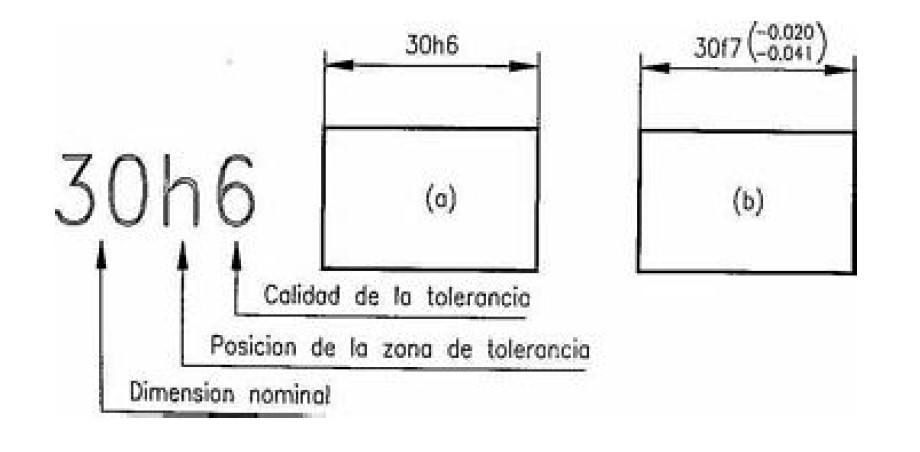 30h6
30h6
(a)
30f7 (-0.020
-0.041)
(b)
Calidad de la tolerancia
Posicion de la zona de tolerancia
Dimension nominal